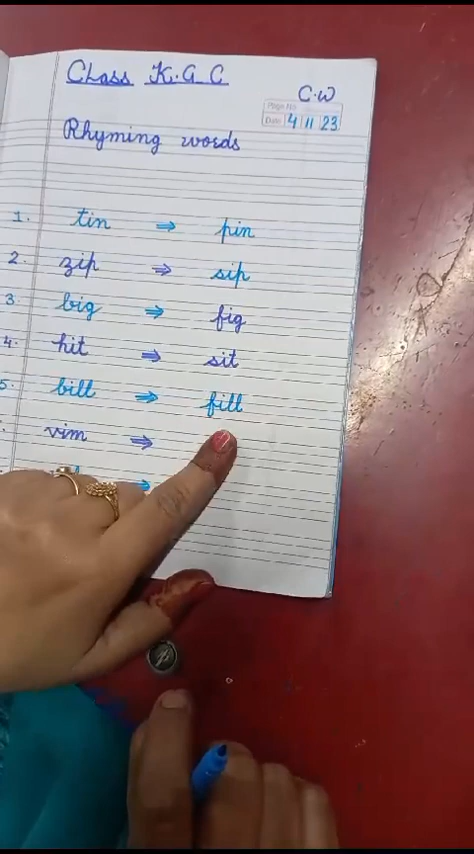 Class K.G C
C.W
Page No
Date 4 11 23
Rhyming words
1. tin ⇒ pin
2. zip ⇒ sip
3. big ⇒ fig
4. hit ⇒ sit
5. bill ⇒ fill
vim ⇒
⇒